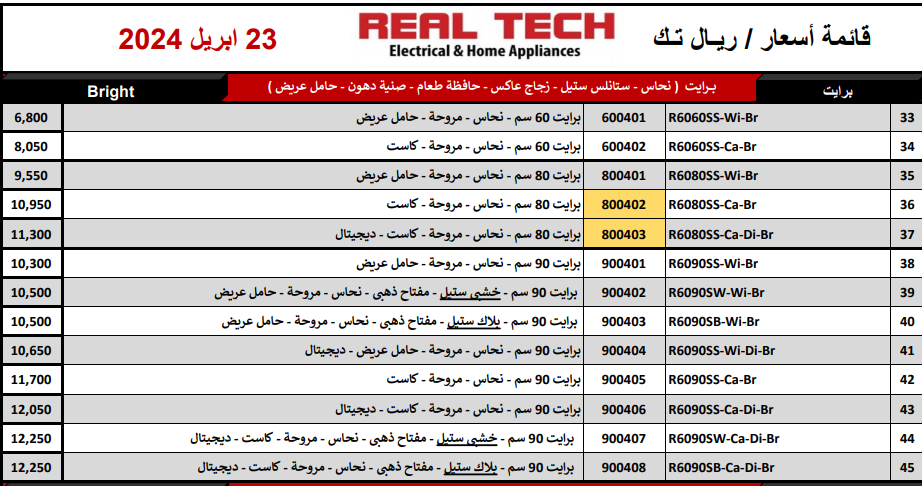 قائمة أسعار / ريـال تـك REAL TECH 23 ابريل 2024
Electrical & Home Appliances
برايت برايت ( نحاس - ستانلس ستيل - زجاج عاكس - حافظة طعام - صنية دهون - حامل عريض ) Bright
33 R6060SS-Wi-Br 600401 برايت 60 سم - نحاس - مروحة - حامل عريض 6,800
34 R6060SS-Ca-Br 600402 برايت 60 سم - نحاس - مروحة - كاست 8,050
35 R6080SS-Wi-Br 800401 برايت 80 سم - نحاس - مروحة - حامل عريض 9,550
36 R6080SS-Ca-Br 800402 برايت 80 سم - نحاس - مروحة - كاست 10,950
37 R6080SS-Ca-Di-Br 800403 برايت 80 سم - نحاس - مروحة - كاست - ديجيتال 11,300
38 R6090SS-Wi-Br 900401 برايت 90 سم - نحاس - مروحة - حامل عريض 10,300
39 R6090SW-Wi-Br 900402 برايت 90 سم - خشبى ستيل - مفتاح ذهبى - نحاس - مروحة - حامل عريض 10,500
40 R6090SB-Wi-Br 900403 برايت 90 سم - بلاك ستيل - مفتاح ذهبى - نحاس - مروحة - حامل عريض 10,500
41 R6090SS-Wi-Di-Br 900404 برايت 90 سم - نحاس - مروحة - حامل عريض - ديجيتال 10,650
42 R6090SS-Ca-Br 900405 برايت 90 سم - نحاس - مروحة - كاست 11,700
43 R6090SS-Ca-Di-Br 900406 برايت 90 سم - نحاس - مروحة - كاست - ديجيتال 12,050
44 R6090SW-Ca-Di-Br 900407 برايت 90 سم - خشبى ستيل - مفتاح ذهبى - نحاس - مروحة - كاست - ديجيتال 12,250
45 R6090SB-Ca-Di-Br 900408 برايت 90 سم - بلاك ستيل - مفتاح ذهبى - نحاس - مروحة - كاست - ديجيتال 12,250